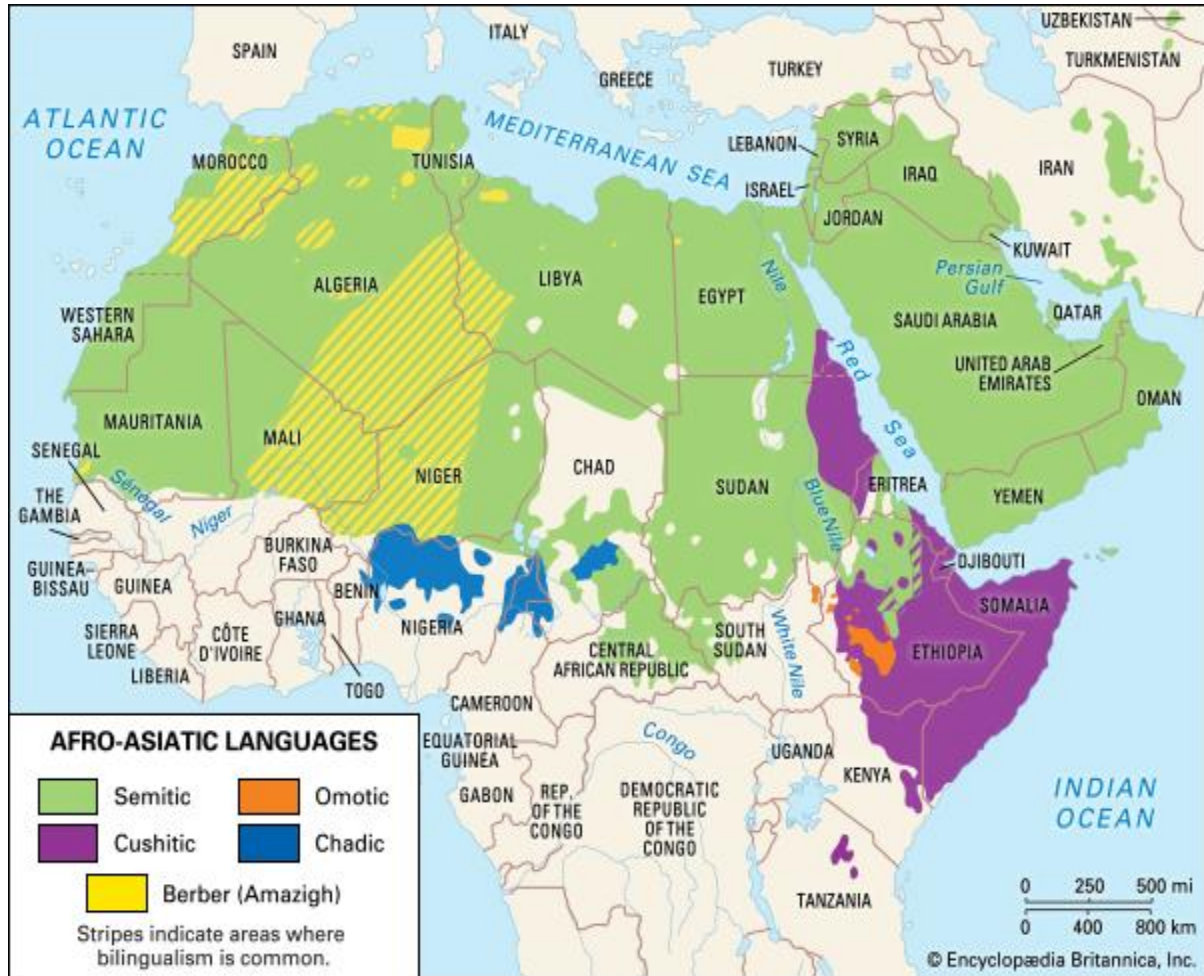 UZBEKISTAN
TURKMENISTAN
ITALY
SPAIN
GREECE
TURKEY
ATLANTIC
OCEAN
MEDITERRANEAN SEA
LEBANON
SYRIA
ISRAEL
IRAQ
IRAN
JORDAN
KUWAIT
MOROCCO
TUNISIA
ALGERIA
LIBYA
EGYPT
Nile
Persian
Gulf
QATAR
SAUDI ARABIA
UNITED ARAB
EMIRATES
OMAN
WESTERN
SAHARA
MAURITANIA
MALI
NIGER
CHAD
SUDAN
Red
Sea
ERITREA
YEMEN
SENEGAL
THE
GAMBIA
GUINEA-
BISSAU
GUINEA
SIERRA
LEONE
LIBERIA
Sénégal
Niger
BURKINA
FASO
BENIN
GHANA
CÔTE
D'IVOIRE
TOGO
NIGERIA
Blue Nile
DJIBOUTI
SOMALIA
ETHIOPIA
SOUTH
SUDAN
White Nile
CENTRAL
AFRICAN REPUBLIC
CAMEROON
EQUATORIAL
GUINEA
GABON
REP.
OF THE
CONGO
Congo
DEMOCRATIC
REPUBLIC
OF THE
CONGO
UGANDA
KENYA
TANZANIA
INDIAN
OCEAN
AFRO-ASIATIC LANGUAGES
Semitic
Omotic
Cushitic
Chadic
Berber (Amazigh)
Stripes indicate areas where
bilingualism is common.
0 250 500 mi
0 400 800 km
© Encyclopædia Britannica, Inc.